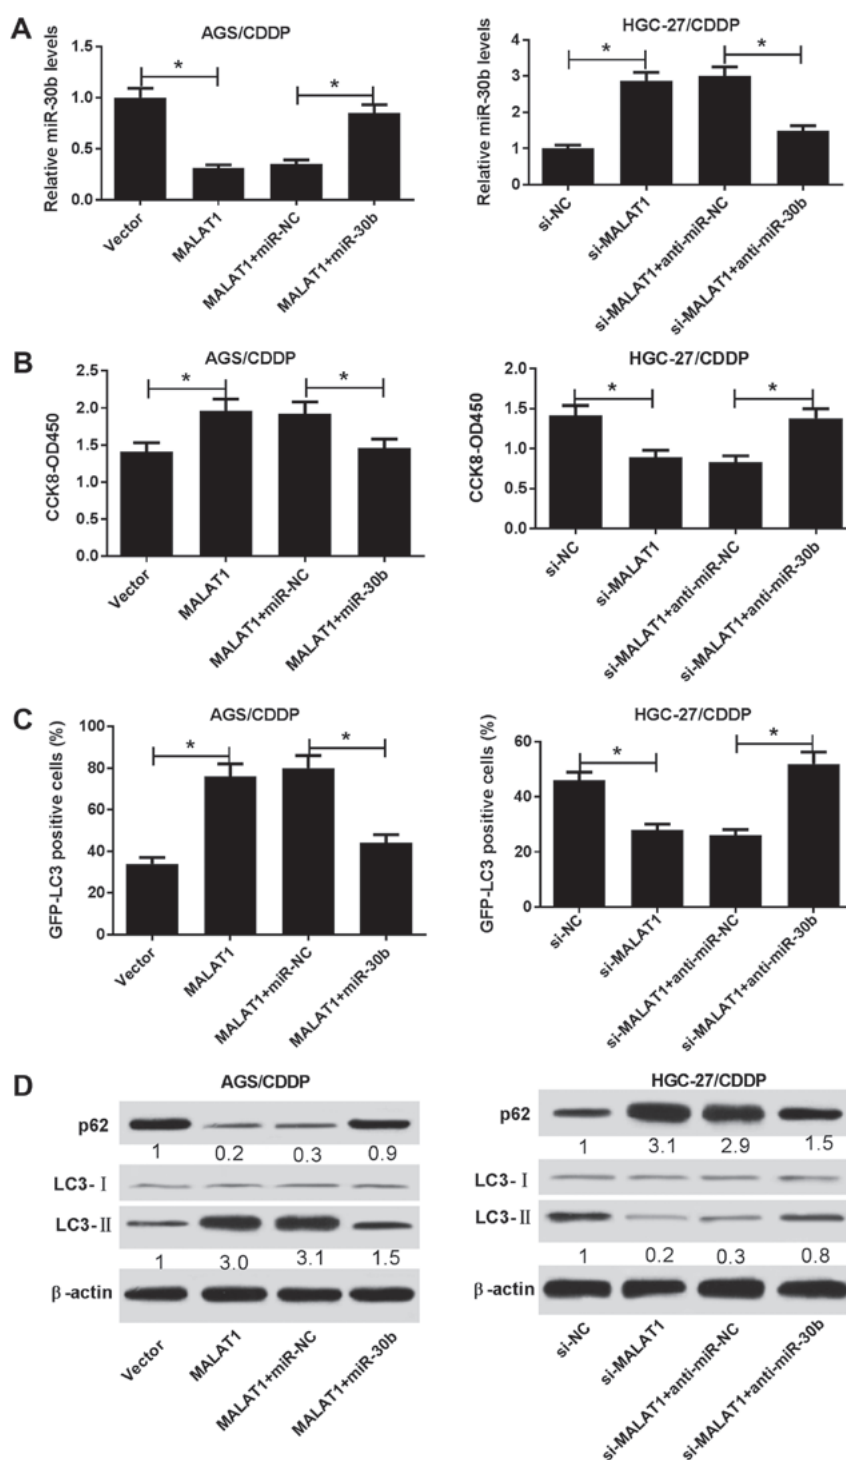 A
AGS/CDDP
Relative miR-30b levels
1.5
1.0
0.5
0.0
*
*
Vector
MALAT1
MALAT1+miR-NC
MALAT1+miR-30b
HGC-27/CDDP
Relative miR-30b levels
4
3
2
1
0
*
*
si-NC
si-MALAT1
si-MALAT1+anti-miR-NC
si-MALAT1+anti-miR-30b
B
AGS/CDDP
CCK8-OD450
2.5
2.0
1.5
1.0
0.5
0.0
*
*
Vector
MALAT1
MALAT1+miR-NC
MALAT1+miR-30b
HGC-27/CDDP
CCK8-OD450
2.0
1.5
1.0
0.5
0.0
*
*
si-NC
si-MALAT1
si-MALAT1+anti-miR-NC
si-MALAT1+anti-miR-30b
C
AGS/CDDP
GFP-LC3 positive cells (%)
100
80
60
40
20
0
*
*
Vector
MALAT1
MALAT1+miR-NC
MALAT1+miR-30b
HGC-27/CDDP
GFP-LC3 positive cells (%)
60
40
20
0
*
*
si-NC
si-MALAT1
si-MALAT1+anti-miR-NC
si-MALAT1+anti-miR-30b
D
AGS/CDDP
p62
1 0.2 0.3 0.9
LC3-Ⅰ
LC3-Ⅱ
1 3.0 3.1 1.5
β-actin
Vector
MALAT1
MALAT1+miR-NC
MALAT1+miR-30b
HGC-27/CDDP
p62
1 3.1 2.9 1.5
LC3-Ⅰ
LC3-Ⅱ
1 0.2 0.3 0.8
β-actin
si-NC
si-MALAT1
si-MALAT1+anti-miR-NC
si-MALAT1+anti-miR-30b